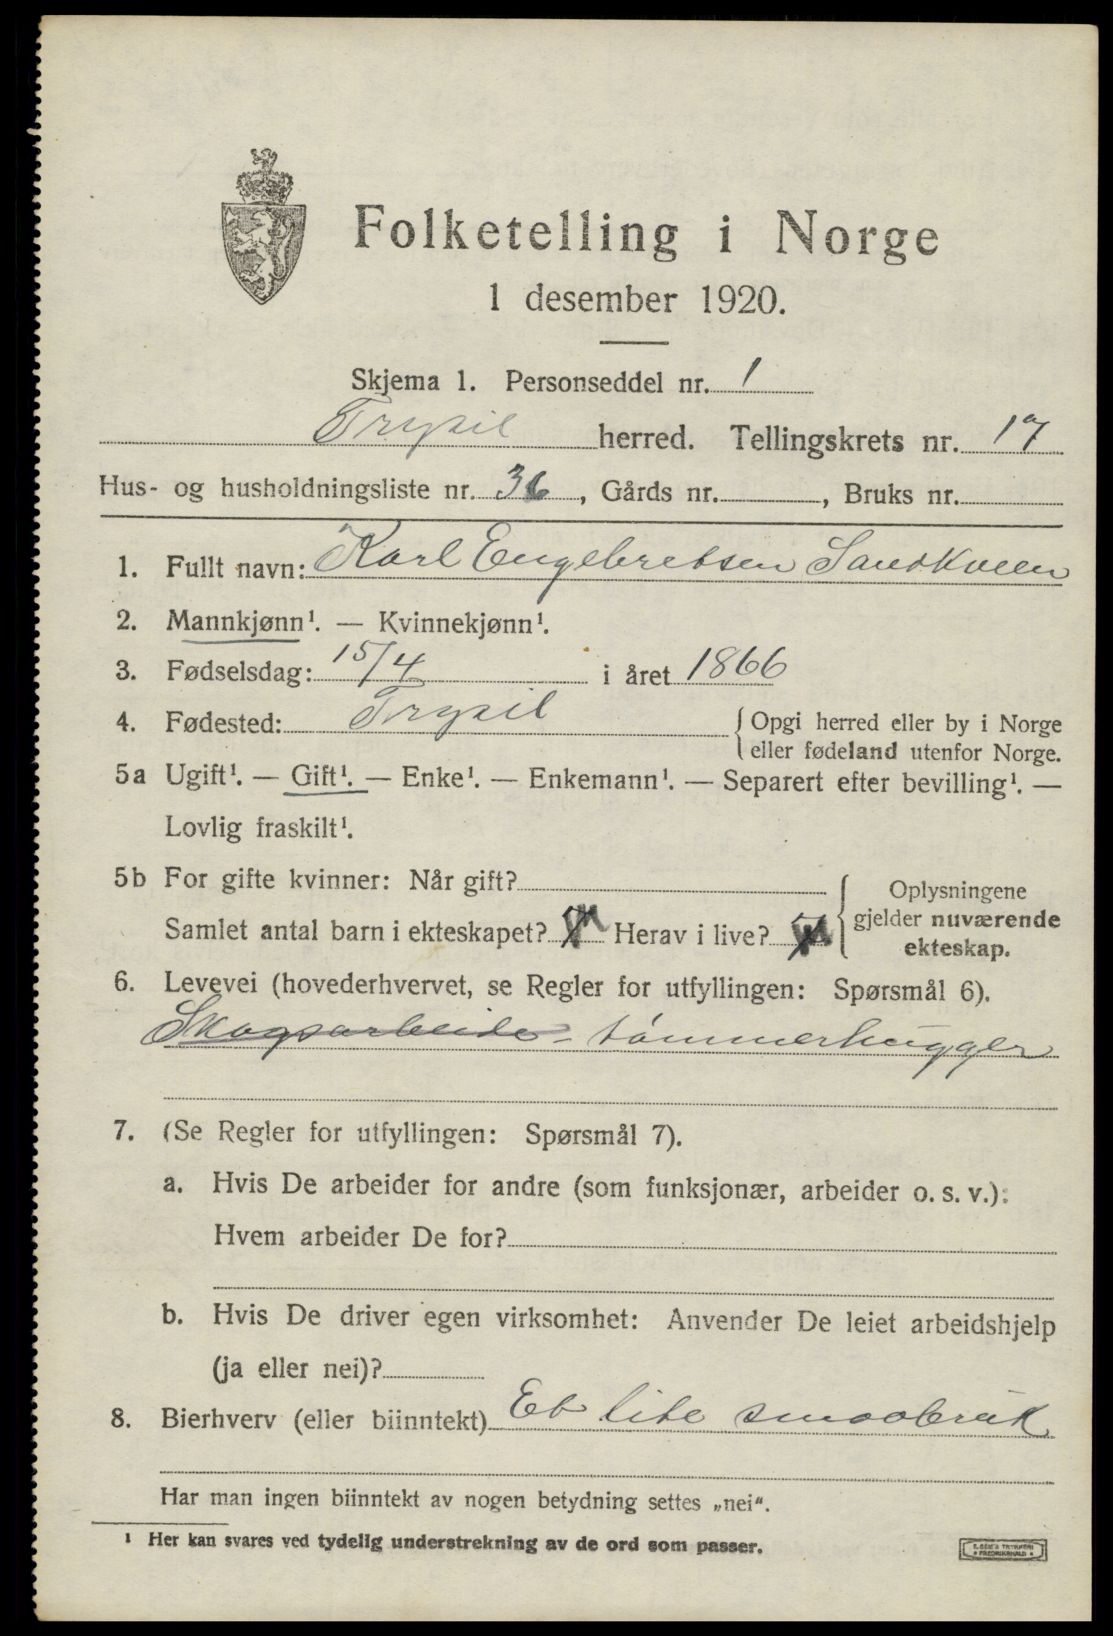 Folketelling i Norge
1 desember 1920.
Skjema 1. Personseddel nr. 1
Trysil herred. Tellingskrets nr. 17
Hus- og husholdningsliste nr. 36, Gårds nr. , Bruks nr.
1. Fullt navn: Karl Engebretsen Sandkveen
2. Mannkjønn¹. — Kvinnekjønn¹.
3. Fødselsdag: 15/4 i året 1866
4. Fødested: Trysil {Opgi herred eller by i Norge
eller fødeland utenfor Norge.
5a Ugift¹. — Gift¹. — Enke¹. — Enkemann¹. — Separert efter bevilling¹. —
Lovlig fraskilt¹.
5b For gifte kvinner: Når gift?
Samlet antal barn i ekteskapet? Herav i live?
{Oplysningene
gjelder nuværende
ekteskap.
6. Levevei (hovederhvervet, se Regler for utfyllingen: Spørsmål 6).
Skogsarbeide - tømmerhugger
7. (Se Regler for utfyllingen: Spørsmål 7).
a. Hvis De arbeider for andre (som funksjonær, arbeider o. s. v.):
Hvem arbeider De for?
b. Hvis De driver egen virksomhet: Anvender De leiet arbeidshjelp
(ja eller nei)?
8. Bierhverv (eller biinntekt) Et lite smaabruk
Har man ingen biinntekt av nogen betydning settes „nei“.
¹ Her kan svares ved tydelig understrekning av de ord som passer.